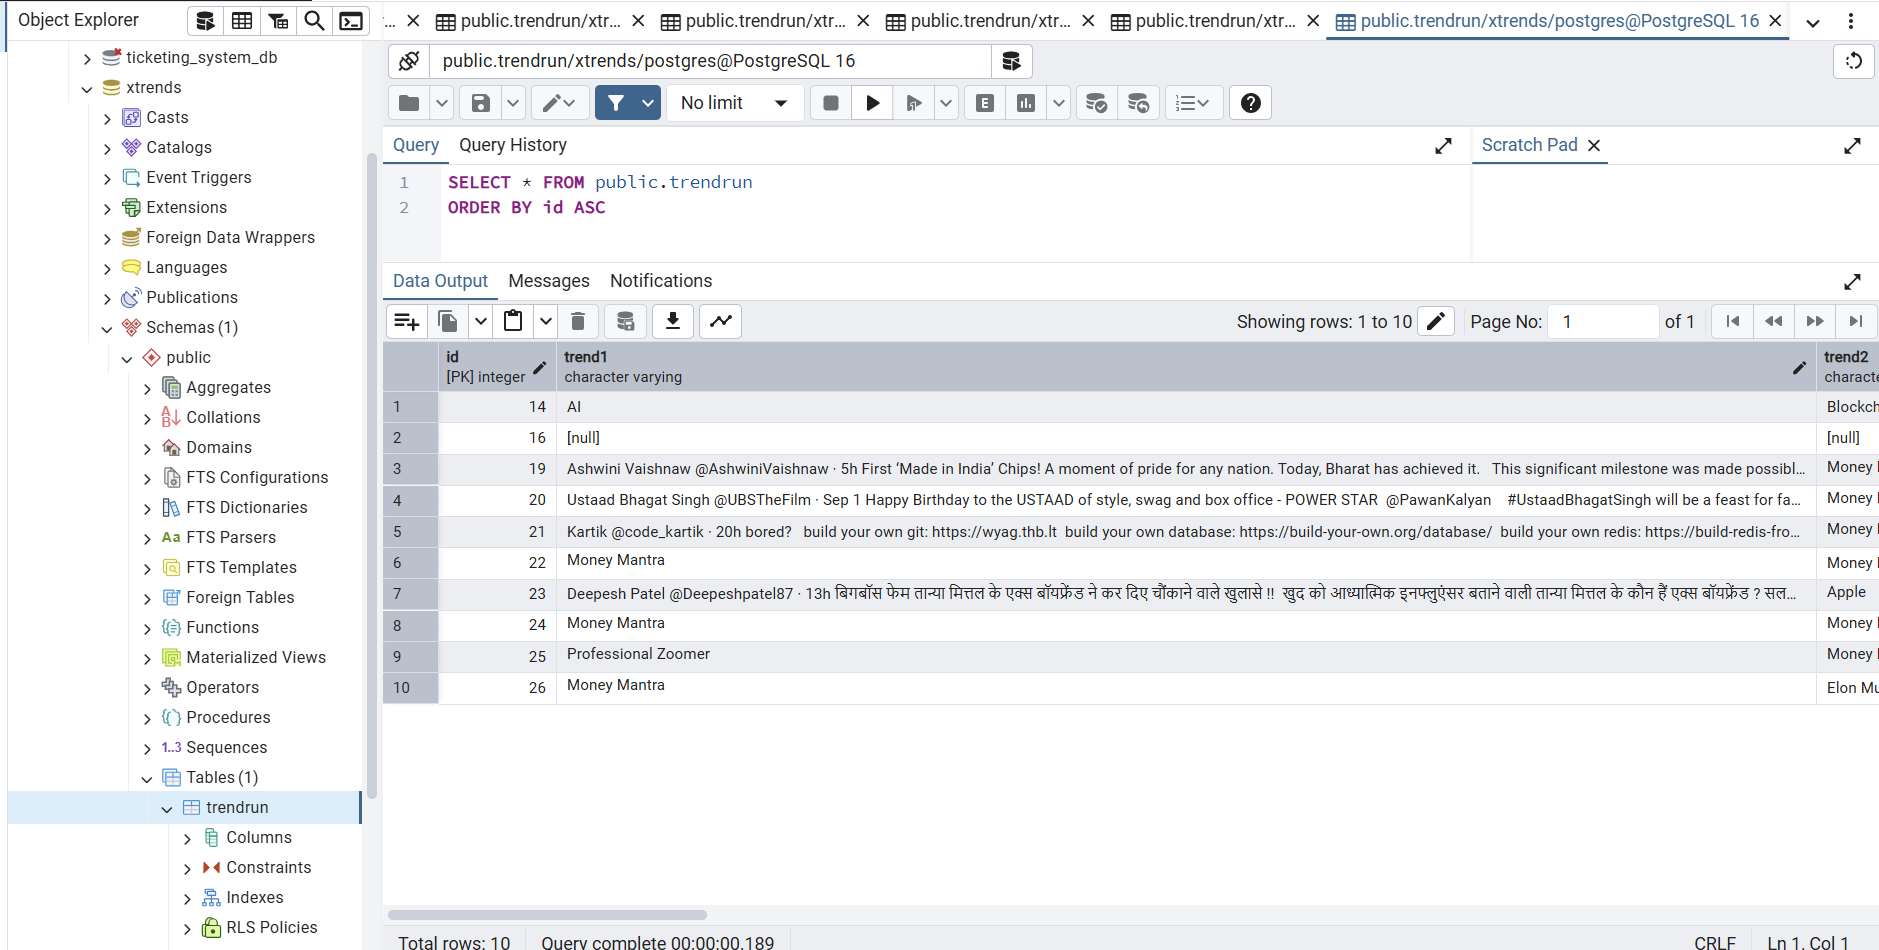 Object Explorer
ticketing_system_db
xtrends
Casts
Catalogs
Event Triggers
Extensions
Foreign Data Wrappers
Languages
Publications
Schemas (1)
public
Aggregates
Collations
Domains
FTS Configurations
FTS Dictionaries
Aa FTS Parsers
FTS Templates
Foreign Tables
Functions
Materialized Views
Operators
Procedures
1..3 Sequences
Tables (1)
trendrun
Columns
Constraints
Indexes
RLS Policies
... public.trendrun/xtr... public.trendrun/xtr... public.trendrun/xtr... public.trendrun/xtr... public.trendrun/xtrends/postgres@PostgreSQL 16
public.trendrun/xtrends/postgres@PostgreSQL 16
No limit E
Query Query History
Scratch Pad
1 SELECT * FROM public.trendrun
2 ORDER BY id ASC
Data Output Messages Notifications
Showing rows: 1 to 10 Page No: 1 of 1
id trend1 trend2
[PK] integer character varying characte
1 14 AI Blockch
2 16 [null] [null]
3 19 Ashwini Vaishnaw @AshwiniVaishnaw · 5h First ‘Made in India’ Chips! A moment of pride for any nation. Today, Bharat has achieved it. This significant milestone was made possibl... Money
4 20 Ustaad Bhagat Singh @UBSTheFilm · Sep 1 Happy Birthday to the USTAAD of style, swag and box office - POWER STAR @PawanKalyan #UstaadBhagatSingh will be a feast for fa... Money
5 21 Kartik @code_kartik · 20h bored? build your own git: https://wyag.thb.lt build your own database: https://build-your-own.org/database/ build your own redis: https://build-redis-fro... Money
6 22 Money Mantra Money
7 23 Deepesh Patel @Deepeshpatel87 · 13h बिगबॉस फेम तान्या मित्तल के एक्स बॉयफ्रेंड ने कर दिए चौंकाने वाले खुलासे !! खुद को आध्यात्मिक इनफ्लुएंसर बताने वाली तान्या मित्तल के कौन हैं एक्स बॉयफ्रेंड ? सल... Apple
8 24 Money Mantra Money
9 25 Professional Zoomer Money
10 26 Money Mantra Elon Mu
Total rows: 10 Query complete 00:00:00.189 CRLF Ln 1, Col 1